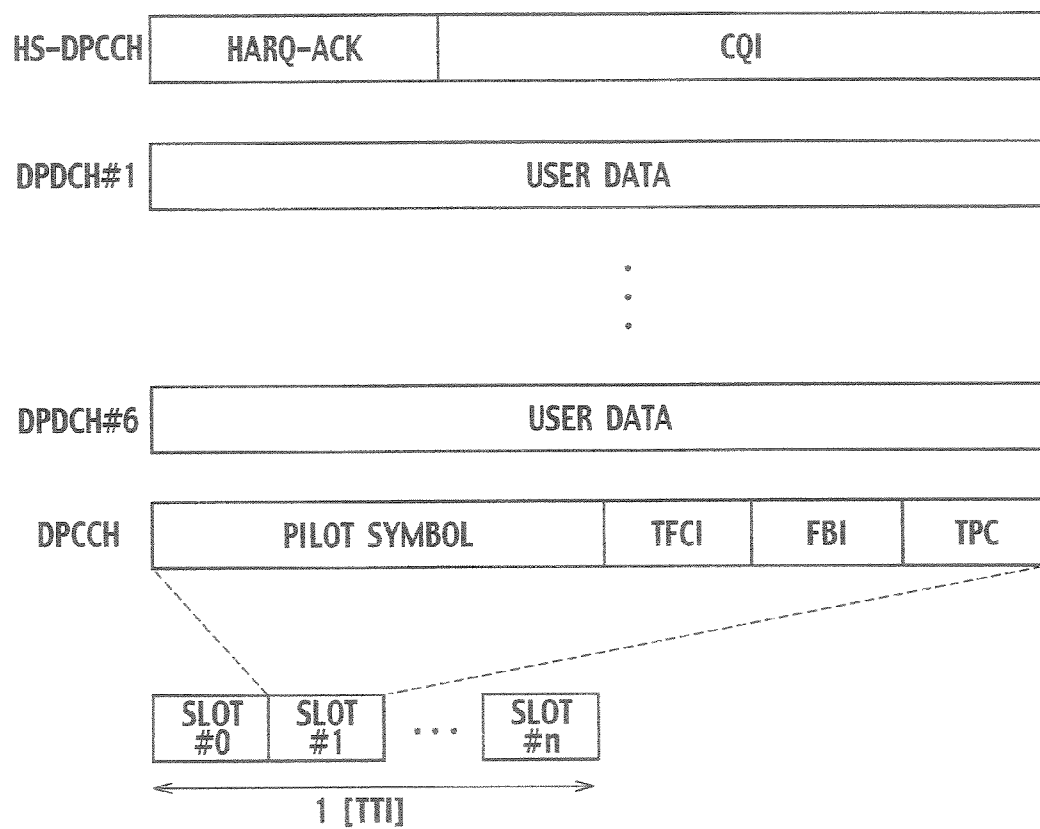 HS-DPCCH HARQ-ACK CQI
DPDCH#1 USER DATA
DPDCH#6 USER DATA
DPCCH PILOT SYMBOL TFCI FBI TPC
SLOT #0 SLOT #1 ... SLOT #n
1 [TTI]